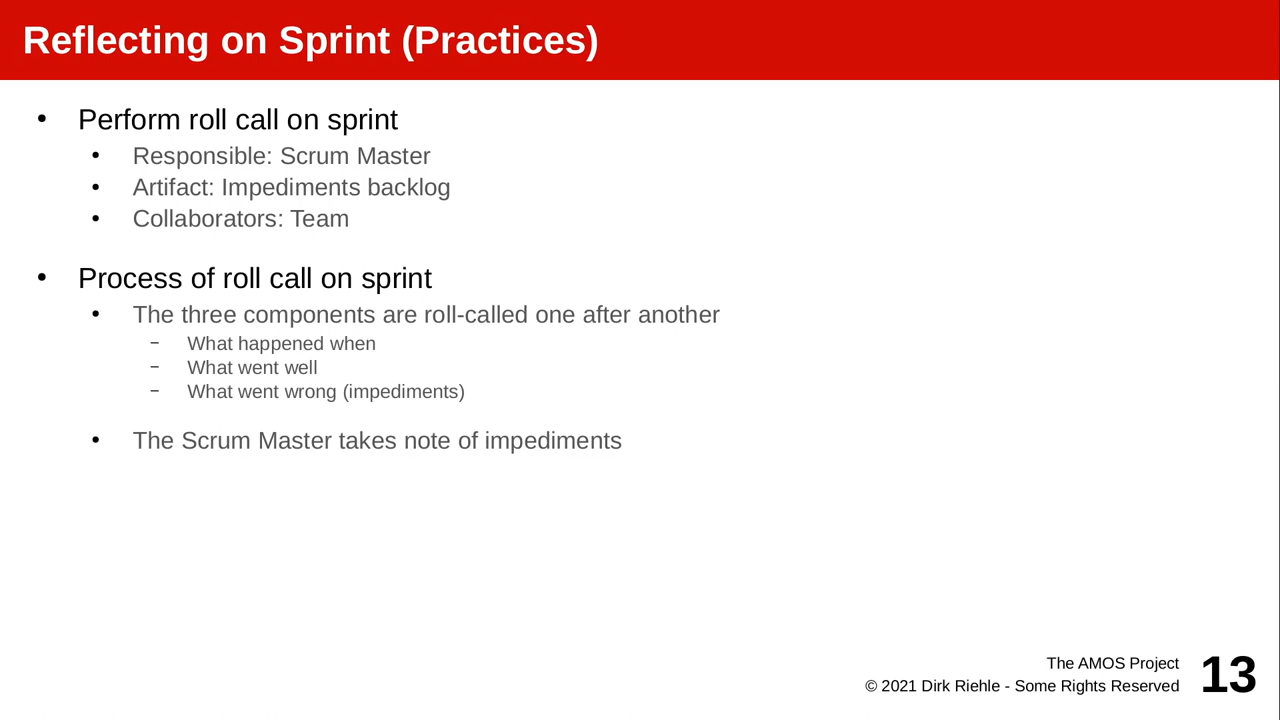 Reflecting on Sprint (Practices)
• Perform roll call on sprint
• Responsible: Scrum Master
• Artifact: Impediments backlog
• Collaborators: Team
• Process of roll call on sprint
• The three components are roll-called one after another
– What happened when
– What went well
– What went wrong (impediments)
• The Scrum Master takes note of impediments
The AMOS Project
© 2021 Dirk Riehle - Some Rights Reserved
13